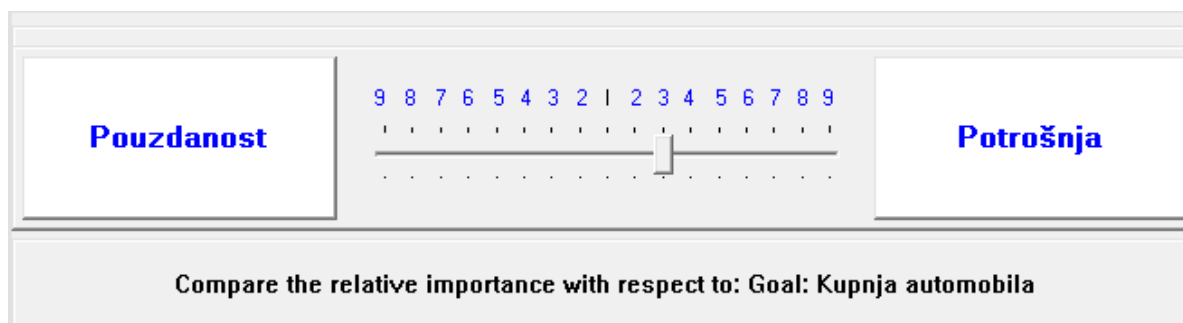 9 8 7 6 5 4 3 2 1 2 3 4 5 6 7 8 9
Pouzdanost
Potrošnja
Compare the relative importance with respect to: Goal: Kupnja automobila